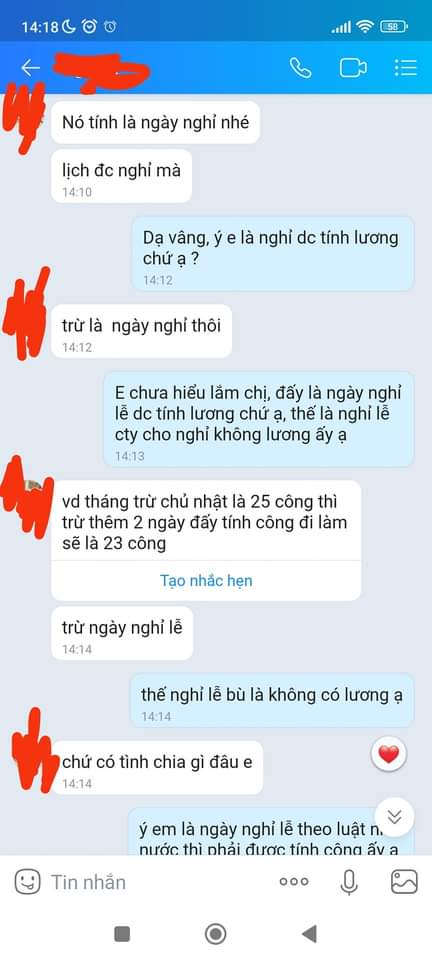 14:18
58
Nó tính là ngày nghỉ nhé
lịch đc nghỉ mà
14:10
Dạ vâng, ý e là nghỉ dc tính lương
chứ ạ ?
14:12
trừ là ngày nghỉ thôi
14:12
E chưa hiểu lắm chị, đấy là ngày nghỉ
lễ dc tính lương chứ ạ, thế là nghỉ lễ
cty cho nghỉ không lương ấy ạ
14:13
vd tháng trừ chủ nhật là 25 công thì
trừ thêm 2 ngày đấy tính công đi làm
sẽ là 23 công
Tạo nhắc hẹn
trừ ngày nghỉ lễ
14:14
thế nghỉ lễ bù là không có lương ạ
14:14
chứ có tình chia gì đâu e
14:14
ý em là ngày nghỉ lễ theo luật
nước thì phải được tính công ấy ạ
Tin nhắn